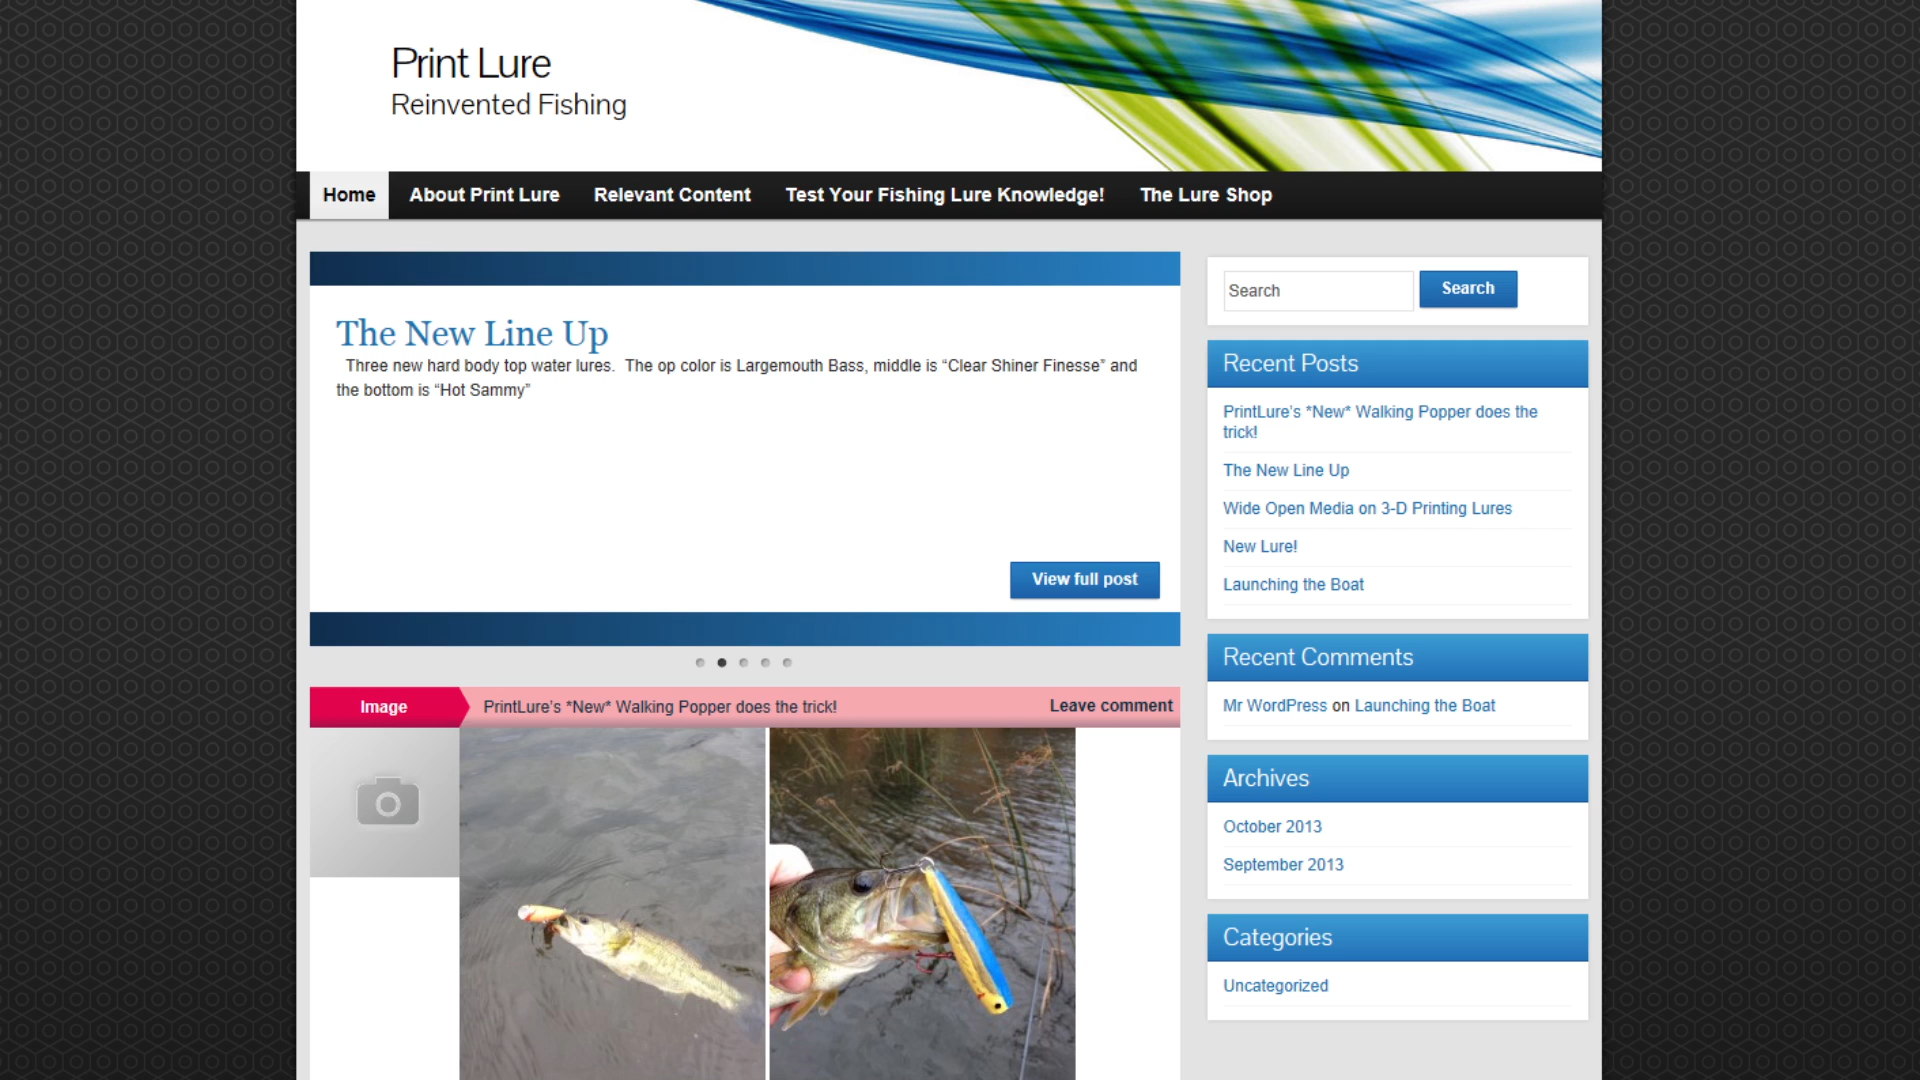 Print Lure
Reinvented Fishing
Home
About Print Lure
Relevant Content
Test Your Fishing Lure Knowledge!
The Lure Shop
The New Line Up
Three new hard body top water lures.  The op color is Largemouth Bass, middle is “Clear Shiner Finesse” and
the bottom is “Hot Sammy”
View full post
Image
PrintLure’s *New* Walking Popper does the trick!
Leave comment
Search
Search
Recent Posts
PrintLure’s *New* Walking Popper does the
trick!
The New Line Up
Wide Open Media on 3-D Printing Lures
New Lure!
Launching the Boat
Recent Comments
Mr WordPress on Launching the Boat
Archives
October 2013
September 2013
Categories
Uncategorized